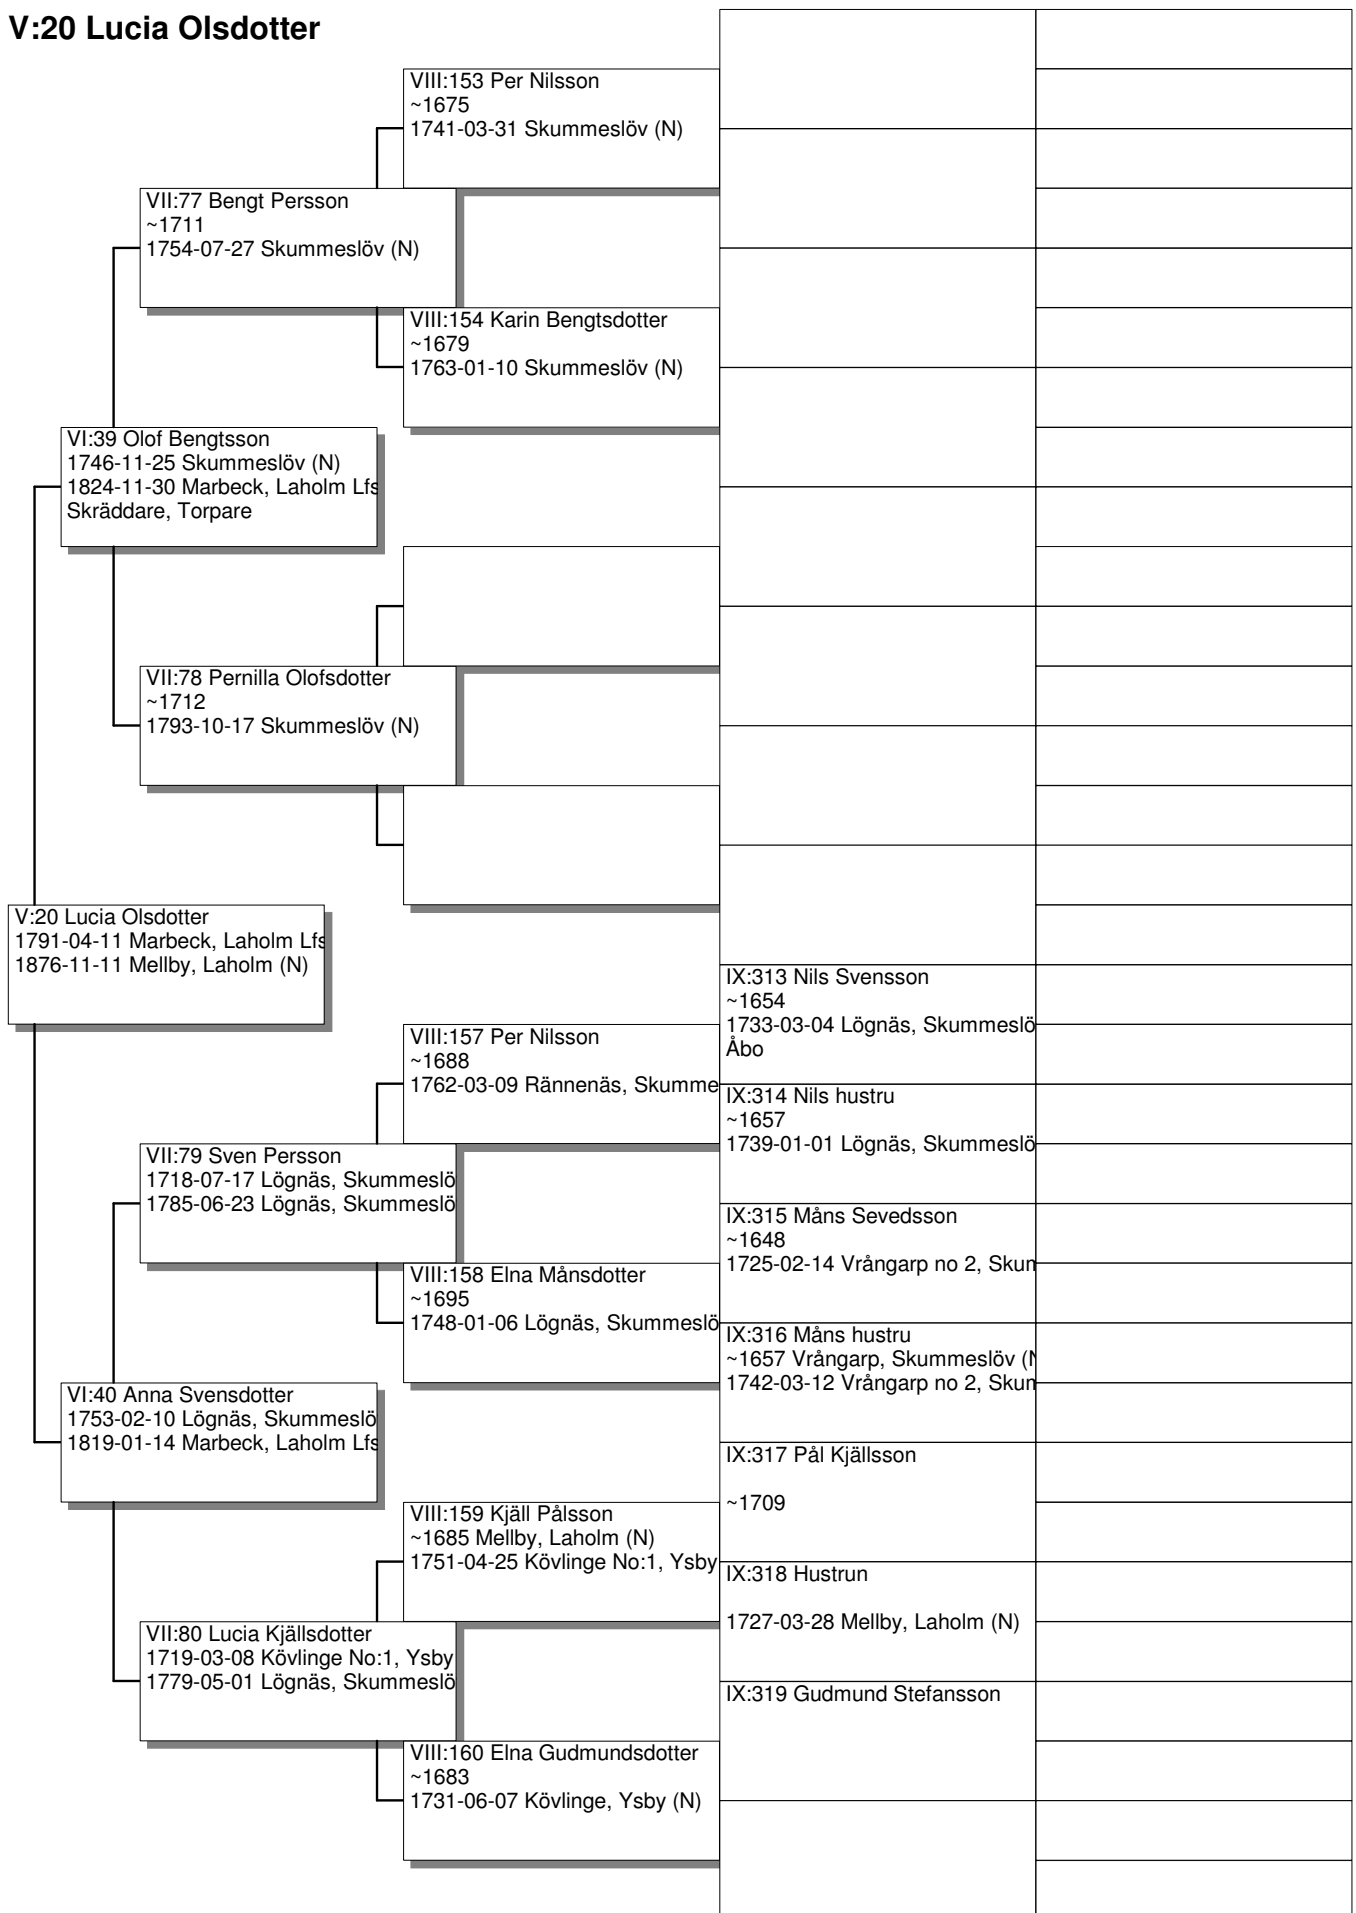 V:20 Lucia Olsdotter
VIII:153 Per Nilsson
~1675
1741-03-31 Skummeslöv (N)
VII:77 Bengt Persson
~1711
1754-07-27 Skummeslöv (N)
VIII:154 Karin Bengtsdotter
~1679
1763-01-10 Skummeslöv (N)
VI:39 Olof Bengtsson
1746-11-25 Skummeslöv (N)
1824-11-30 Marbeck, Laholm Lfs
Skräddare, Torpare
VII:78 Pernilla Olofsdotter
~1712
1793-10-17 Skummeslöv (N)
V:20 Lucia Olsdotter
1791-04-11 Marbeck, Laholm Lfs
1876-11-11 Mellby, Laholm (N)
IX:313 Nils Svensson
~1654
1733-03-04 Lögnäs, Skummeslö
Åbo
VIII:157 Per Nilsson
~1688
1762-03-09 Rännenäs, Skumme
IX:314 Nils hustru
~1657
1739-01-01 Lögnäs, Skummeslö
VII:79 Sven Persson
1718-07-17 Lögnäs, Skummeslö
1785-06-23 Lögnäs, Skummeslö
IX:315 Måns Sevedsson
~1648
1725-02-14 Vrångarp no 2, Skum
VIII:158 Elna Månsdotter
~1695
1748-01-06 Lögnäs, Skummeslö
IX:316 Måns hustru
~1657 Vrångarp, Skummeslöv (N
1742-03-12 Vrångarp no 2, Skum
VI:40 Anna Svensdotter
1753-02-10 Lögnäs, Skummeslö
1819-01-14 Marbeck, Laholm Lfs
IX:317 Pål Kjällsson
~1709
VIII:159 Kjäll Pålsson
~1685 Mellby, Laholm (N)
1751-04-25 Kövlinge No:1, Ysby
IX:318 Hustrun
1727-03-28 Mellby, Laholm (N)
VII:80 Lucia Kjällsdotter
1719-03-08 Kövlinge No:1, Ysby
1779-05-01 Lögnäs, Skummeslö
IX:319 Gudmund Stefansson
VIII:160 Elna Gudmundsdotter
~1683
1731-06-07 Kövlinge, Ysby (N)